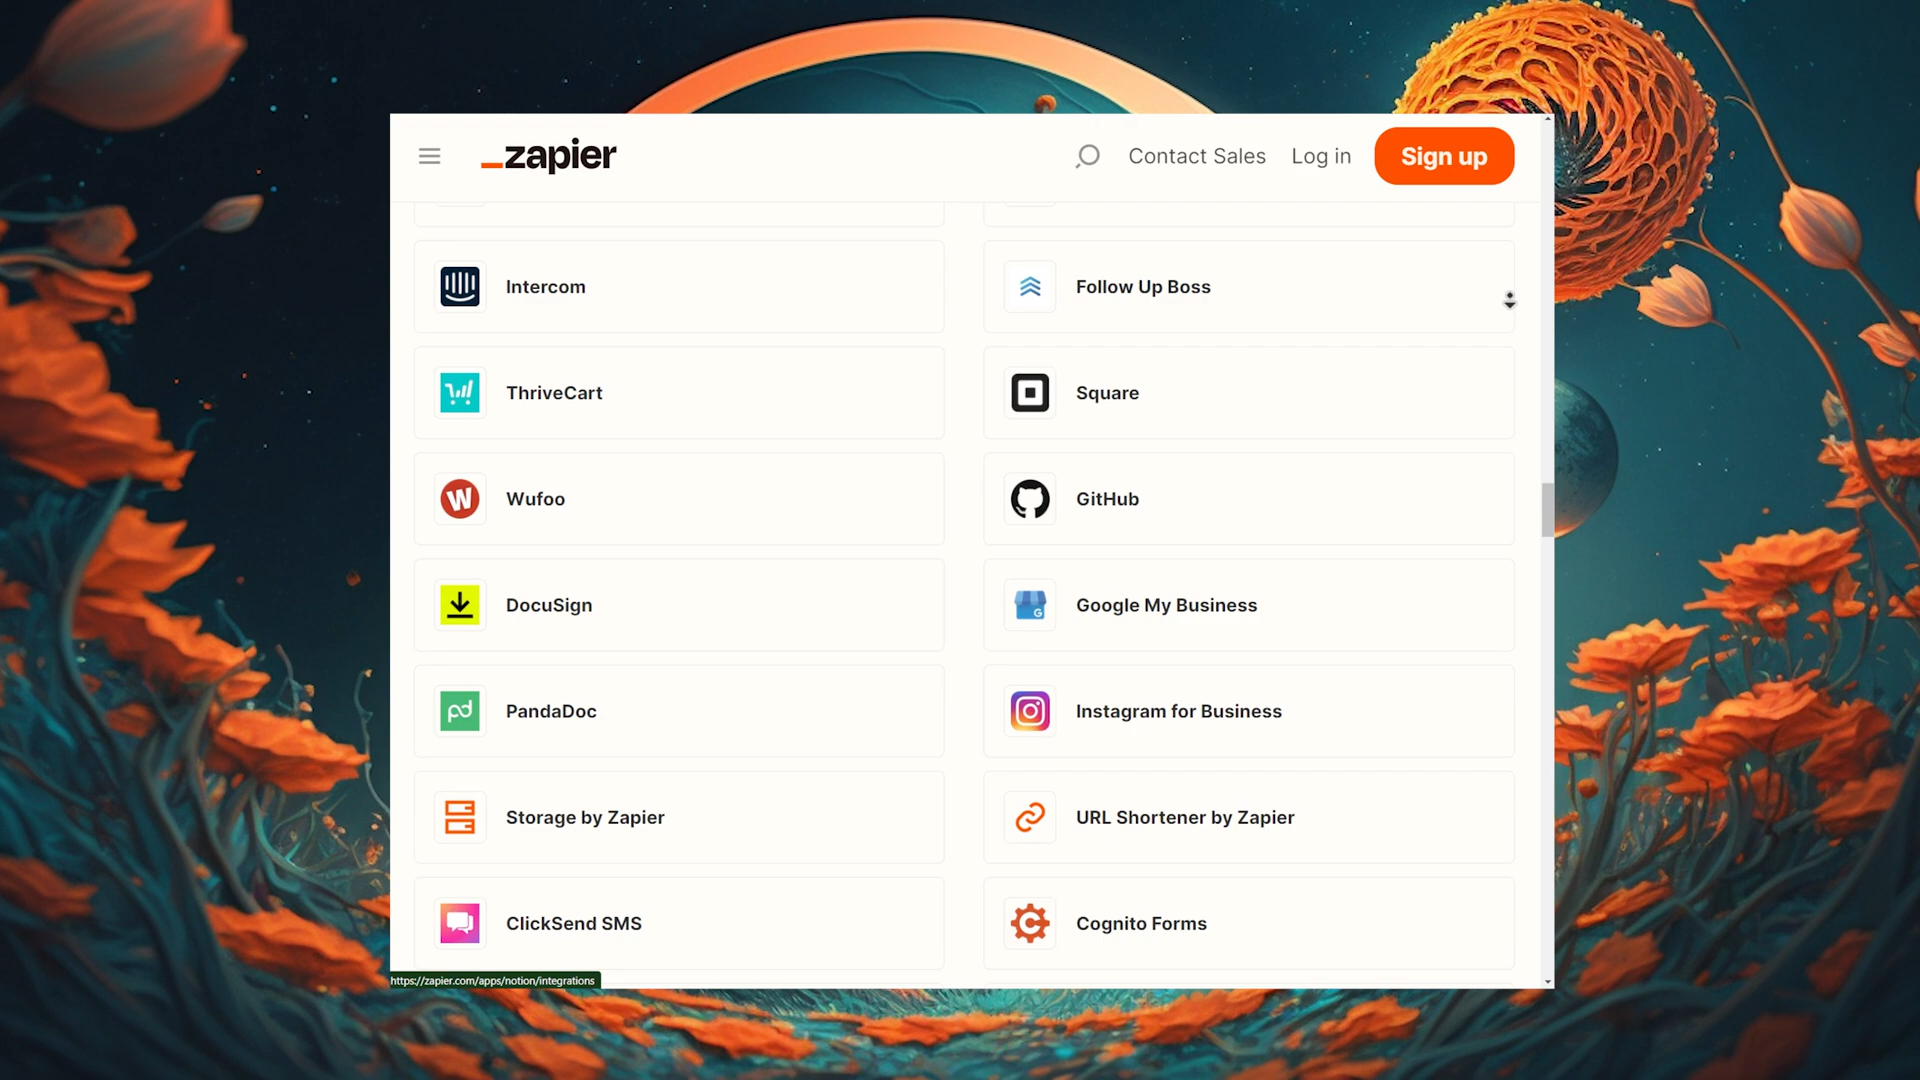 zapier
Contact Sales
Log in
Sign up
Intercom
Follow Up Boss
ThriveCart
Square
W
Wufoo
GitHub
DocuSign
G
Google My Business
pd
PandaDoc
Instagram for Business
Storage by Zapier
URL Shortener by Zapier
ClickSend SMS
C
Cognito Forms
https://zapier.com/apps/notion/integrations